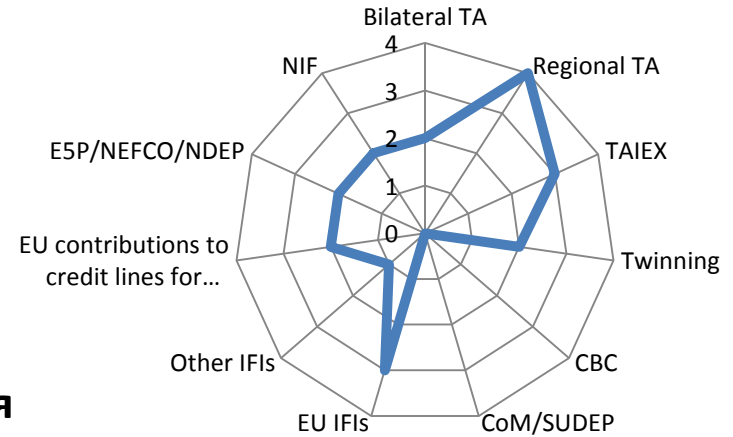 Bilateral TA
Regional TA
TAIEX
Twinning
CBC
CoM/SUDEP
EU IFIs
Other IFIs
EU contributions to
credit lines for...
E5P/NEFCO/NDEP
NIF
4
3
2
1
0
я